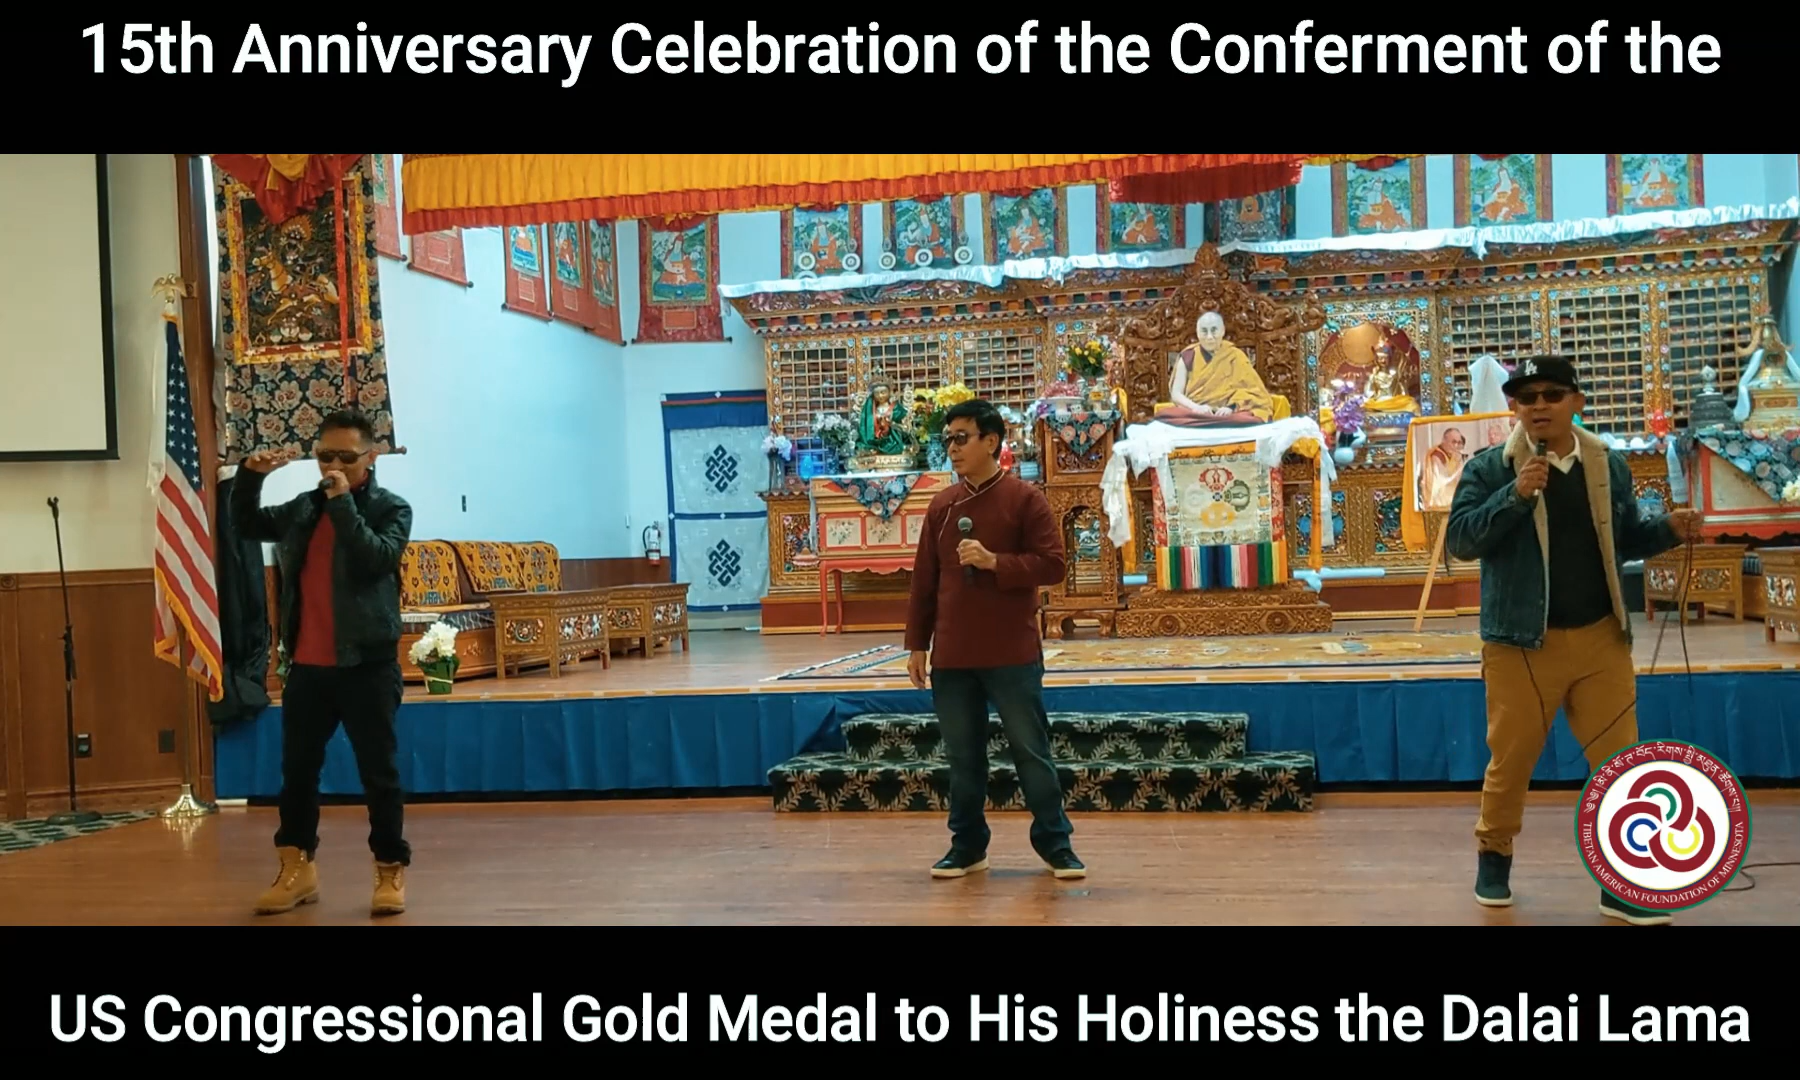 15th Anniversary Celebration of the Conferment of the
LA
TIBETAN AMERICAN FOUNDATION OF MINNESOTA
US Congressional Gold Medal to His Holiness the Dalai Lama